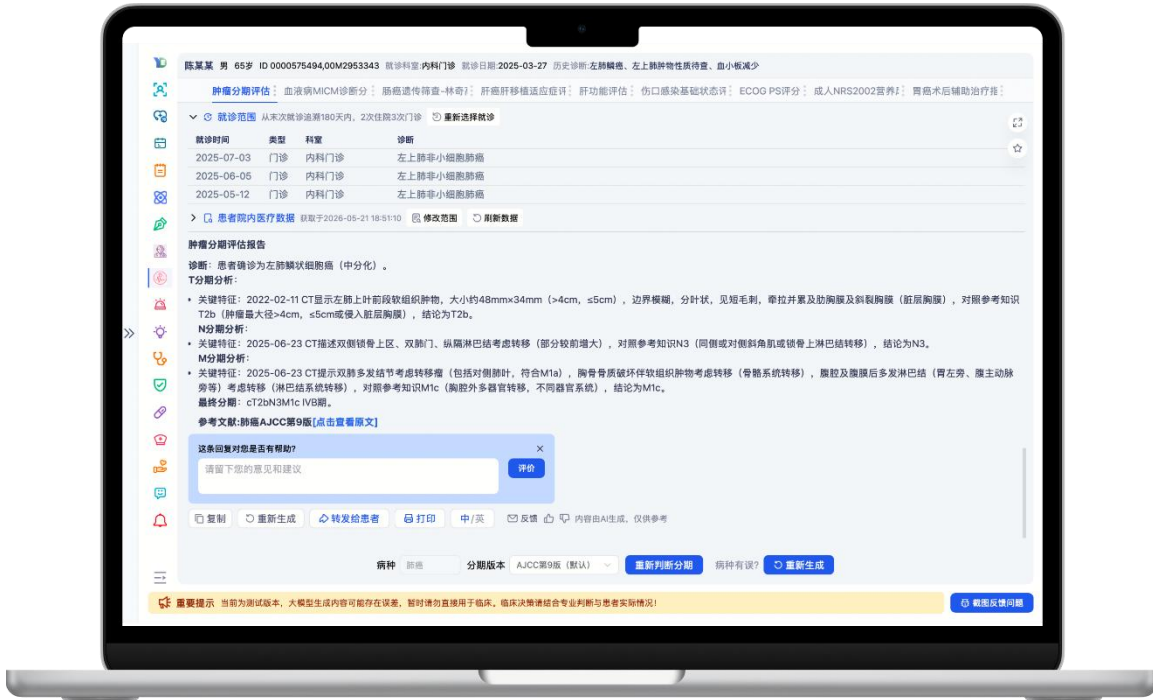 陈某某 男 65岁 ID 0000575494,00M2953343 就诊科室:内科门诊 就诊日期:2025-03-27 历史诊断:左肺鳞癌、左上肺肿物性质待查、血小板减少
肿瘤分期评估 血液病MICM诊断分 肠癌遗传筛查-林奇 肝癌肝移植适应症评 肝功能评估 伤口感染基础状态评 ECOG PS评分 成人NRS2002营养 胃癌术后辅助治疗指
就诊范围 从末次就诊追溯180天内，2次住院3次门诊 重新选择就诊
就诊时间 类型 科室 诊断
2025-07-03 门诊 内科门诊 左上肺非小细胞肺癌
2025-06-05 门诊 内科门诊 左上肺非小细胞肺癌
2025-05-12 门诊 内科门诊 左上肺非小细胞肺癌
患者院内医疗数据 获取于2026-05-21 18:51:10 修改范围 刷新数据
肿瘤分期评估报告
诊断：患者确诊为左肺鳞状细胞癌（中分化）。
T分期分析：
• 关键特征：2022-02-11 CT显示左肺上叶前段软组织肿物，大小约48mm×34mm（>4cm，≤5cm），边界模糊，分叶状，见短毛刺，牵拉并累及肋胸膜及斜裂胸膜（脏层胸膜），对照参考知识
T2b（肿瘤最大径>4cm，≤5cm或侵入脏层胸膜），结论为T2b。
N分期分析：
• 关键特征：2025-06-23 CT描述双侧锁骨上区、双肺门、纵隔淋巴结考虑转移（部分较前增大），对照参考知识N3（同侧或对侧斜角肌或锁骨上淋巴结转移），结论为N3。
M分期分析：
• 关键特征：2025-06-23 CT提示双肺多发结节考虑转移瘤（包括对侧肺叶，符合M1a），胸骨骨质破坏伴软组织肿物考虑转移（骨骼系统转移），腹腔及腹膜后多发淋巴结（胃左旁、腹主动脉
旁等）考虑转移（淋巴结系统转移），对照参考知识M1c（胸腔外多器官转移，不同器官系统），结论为M1c。
最终分期：cT2bN3M1c IVB期。
参考文献:肺癌AJCC第9版[点击查看原文]
这条回复对您是否有帮助?
请留下您的意见和建议
评价
复制 重新生成 转发给患者 打印 中/英 反馈 内容由AI生成，仅供参考
病种 肺癌 分期版本 AJCC第9版（默认） 重新判断分期 病种有误? 重新生成
重要提示 当前为测试版本，大模型生成内容可能存在误差，暂时请勿直接用于临床，临床决策请结合专业判断与患者实际情况！ 截图反馈问题